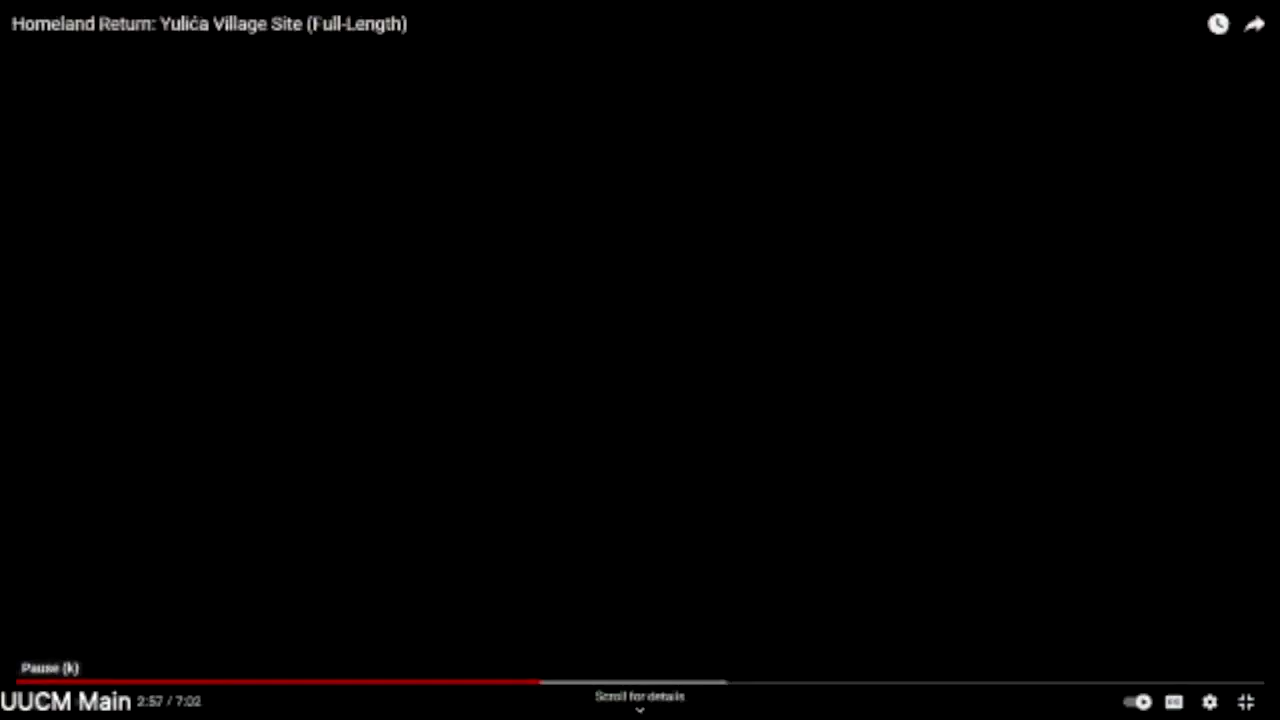 Homeland Return: Yulića Village Site (Full-Length)
Pause (k)
UUCM Main 2:57 / 7:02
Scroll for details